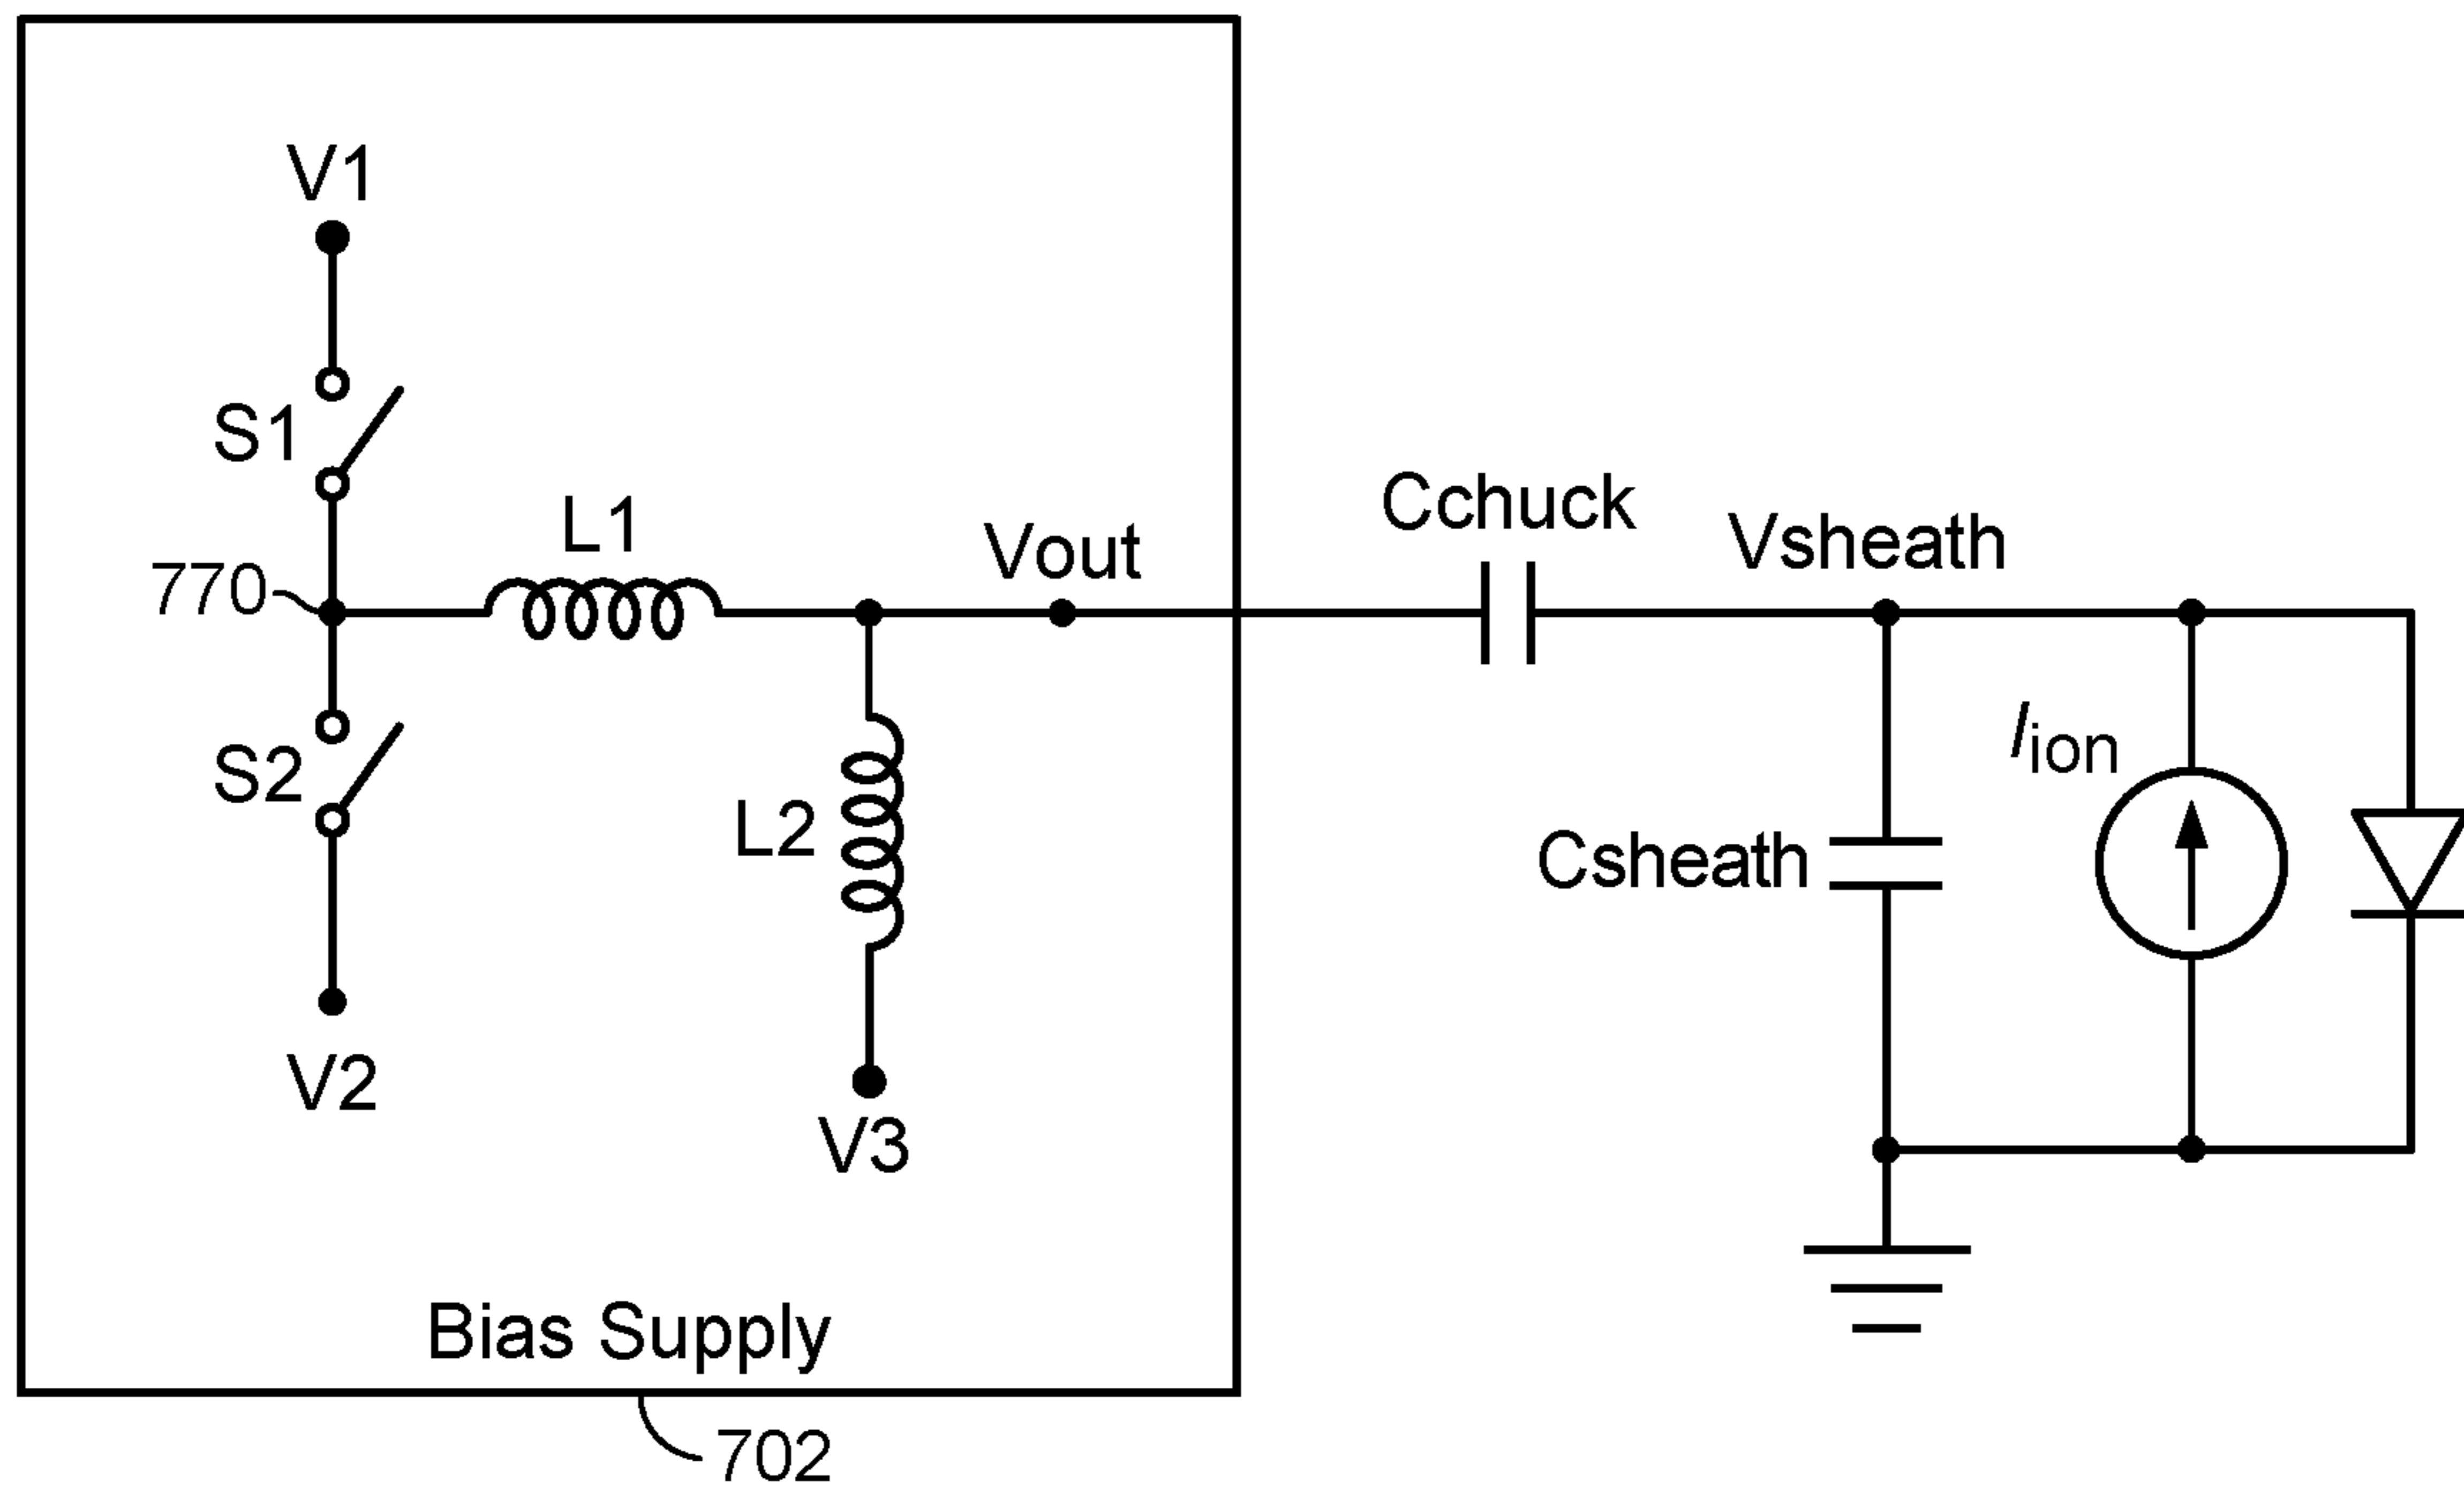 V1
S1
L1
770
Vout
Cchuck
Vsheath
S2
L2
Iion
Csheath
V2
V3
Bias Supply
702